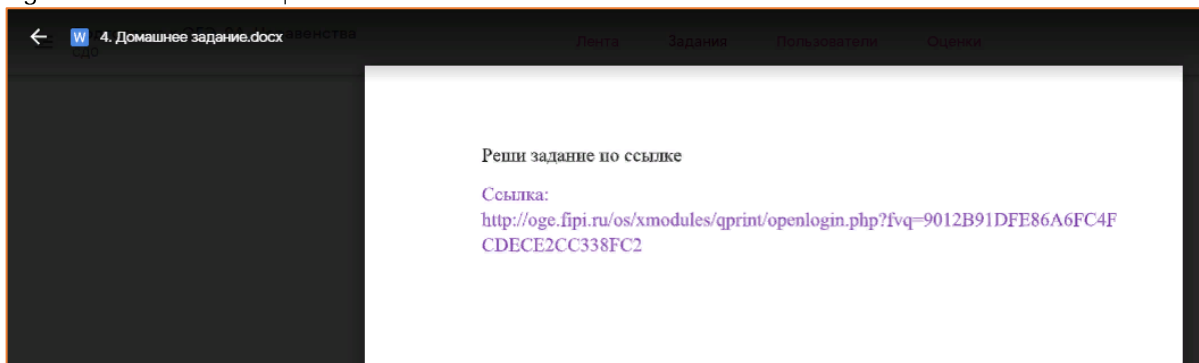 4. Домашнее задание.docx
Лента Задания Пользователи Оценки
Реши задание по ссылке
Ссылка:
http://oge.fipi.ru/os/xmodules/qprint/openlogin.php?fvq=9012B91DFE86A6FC4F
CDECE2CC338FC2